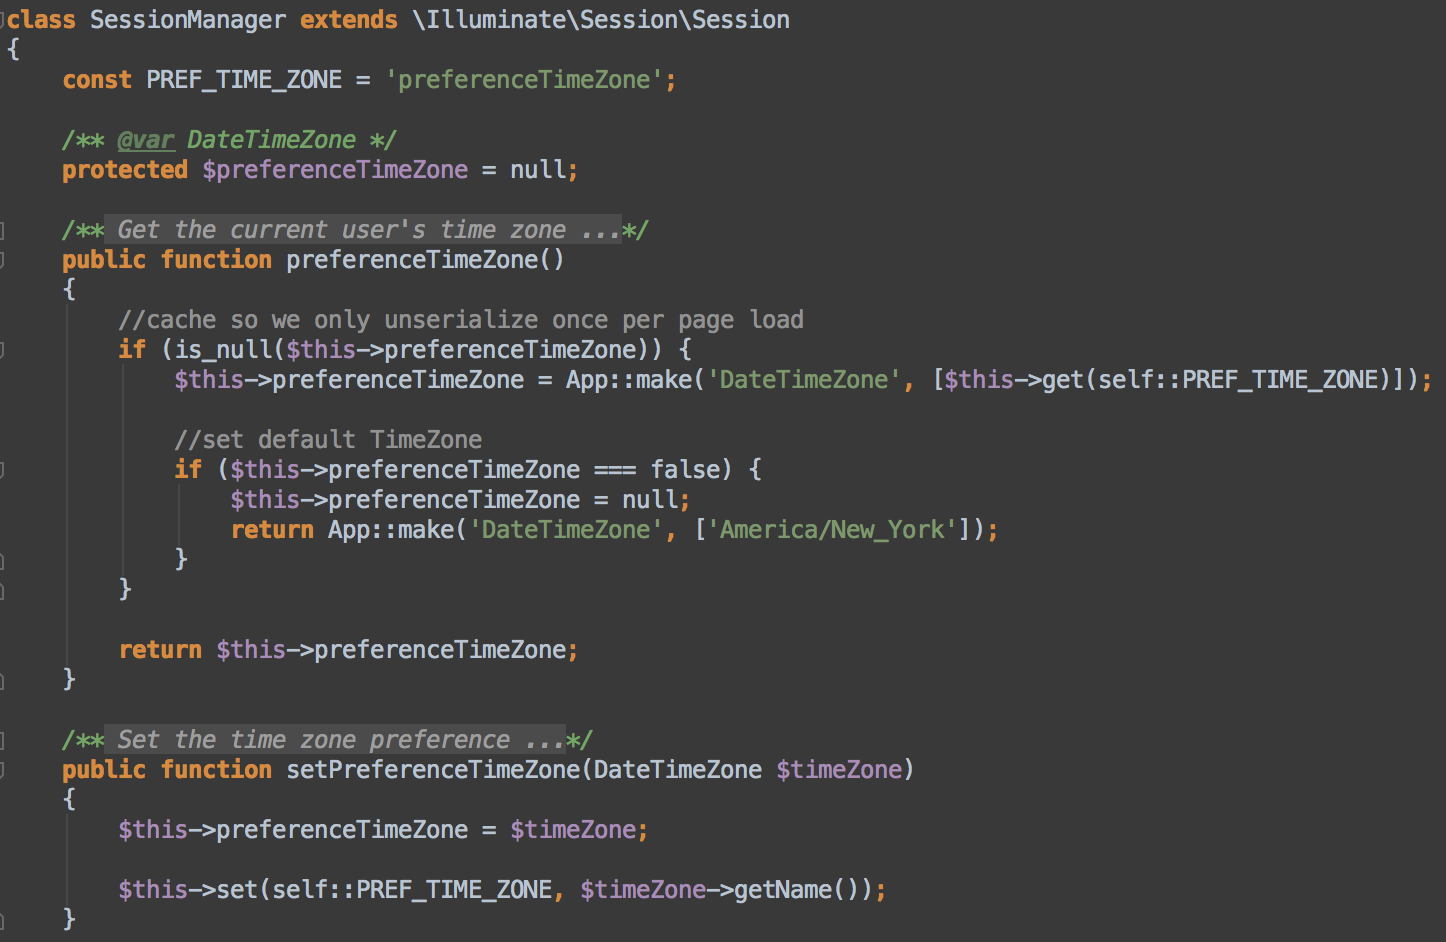 class SessionManager extends \Illuminate\Session\Session
{
    const PREF_TIME_ZONE = 'preferenceTimeZone';
    /** @var DateTimeZone */
    protected $preferenceTimeZone = null;
    /** Get the current user's time zone ...*/
    public function preferenceTimeZone()
    {
        //cache so we only unserialize once per page load
        if (is_null($this->preferenceTimeZone)) {
            $this->preferenceTimeZone = App::make('DateTimeZone', [$this->get(self::PREF_TIME_ZONE)]);
            //set default TimeZone
            if ($this->preferenceTimeZone === false) {
                $this->preferenceTimeZone = null;
                return App::make('DateTimeZone', ['America/New_York']);
            }
        }
        return $this->preferenceTimeZone;
    }
    /** Set the time zone preference ...*/
    public function setPreferenceTimeZone(DateTimeZone $timeZone)
    {
        $this->preferenceTimeZone = $timeZone;
        $this->set(self::PREF_TIME_ZONE, $timeZone->getName());
    }